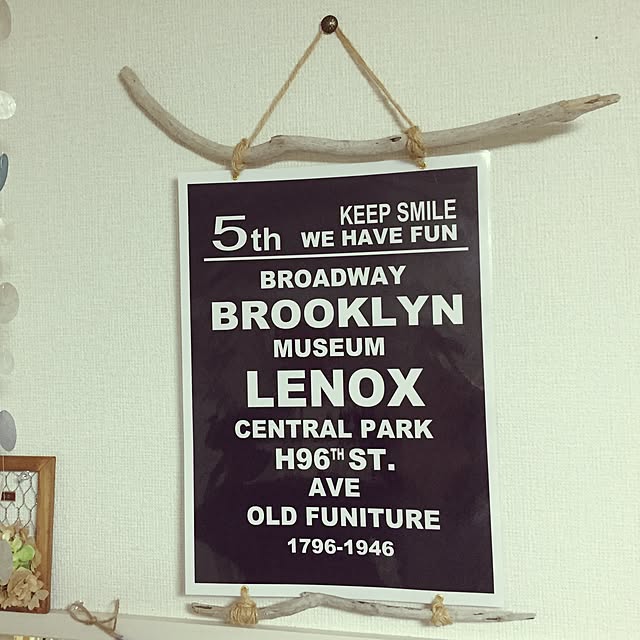 KEEP SMILE
5th WE HAVE FUN
BROADWAY
BROOKLYN
MUSEUM
LENOX
CENTRAL PARK
H96TH ST.
AVE
OLD FUNITURE
1796-1946